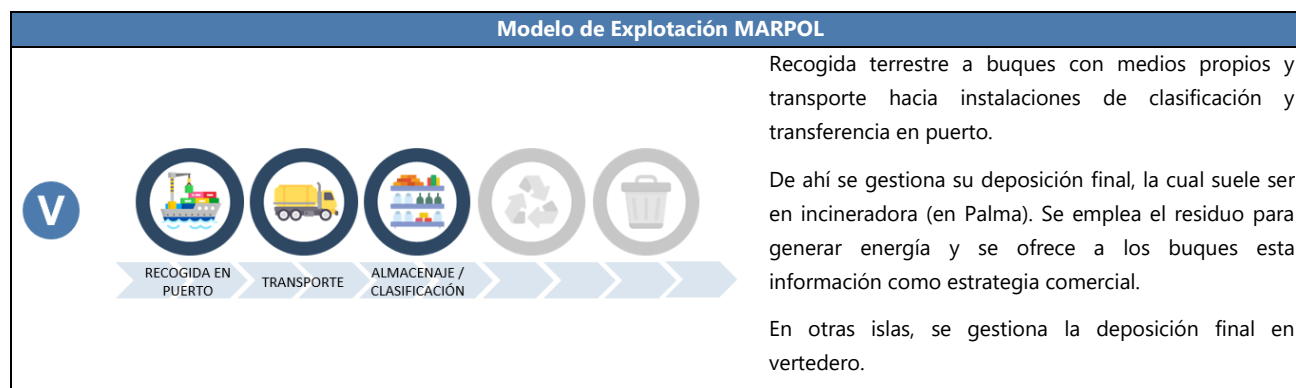 Modelo de Explotación MARPOL
V
RECOGIDA EN
PUERTO
TRANSPORTE
ALMACENAJE /
CLASIFICACIÓN
Recogida terrestre a buques con medios propios y
transporte hacia instalaciones de clasificación y
transferencia en puerto.
De ahí se gestiona su deposición final, la cual suele ser
en incineradora (en Palma). Se emplea el residuo para
generar energía y se ofrece a los buques esta
información como estrategia comercial.
En otras islas, se gestiona la deposición final en
vertedero.